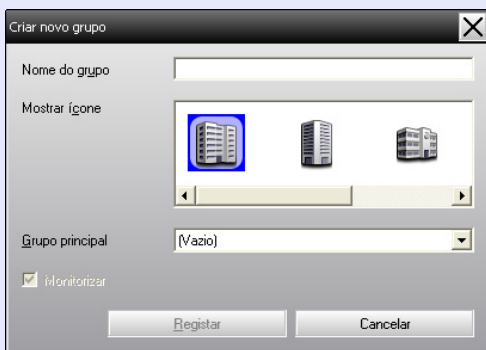 Criar novo grupo
Nome do grupo
Mostrar ícone
Grupo principal
(Vazio)
Monitorizar
Registar
Cancelar